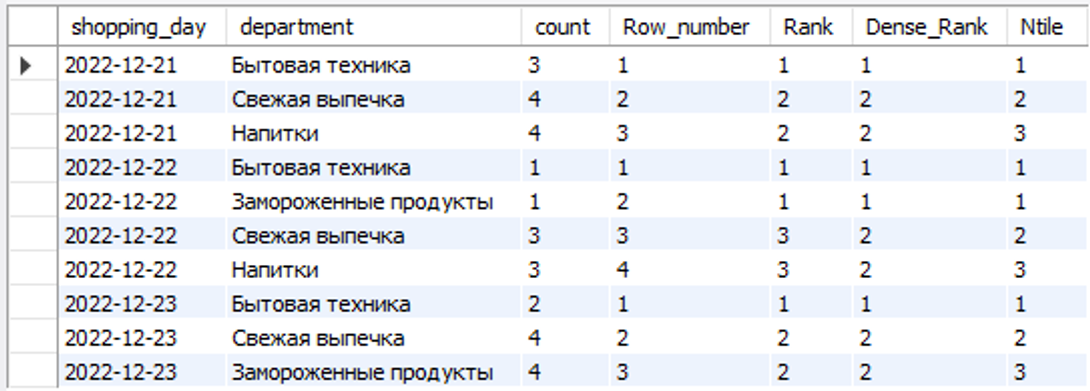 shopping_day department count Row_number Rank Dense_Rank Ntile
2022-12-21 Бытовая техника 3 1 1 1 1
2022-12-21 Свежая выпечка 4 2 2 2 2
2022-12-21 Напитки 4 3 2 2 3
2022-12-22 Бытовая техника 1 1 1 1 1
2022-12-22 Замороженные продукты 1 2 1 1 1
2022-12-22 Свежая выпечка 3 3 3 2 2
2022-12-22 Напитки 3 4 3 2 3
2022-12-23 Бытовая техника 2 1 1 1 1
2022-12-23 Свежая выпечка 4 2 2 2 2
2022-12-23 Замороженные продукты 4 3 2 2 3